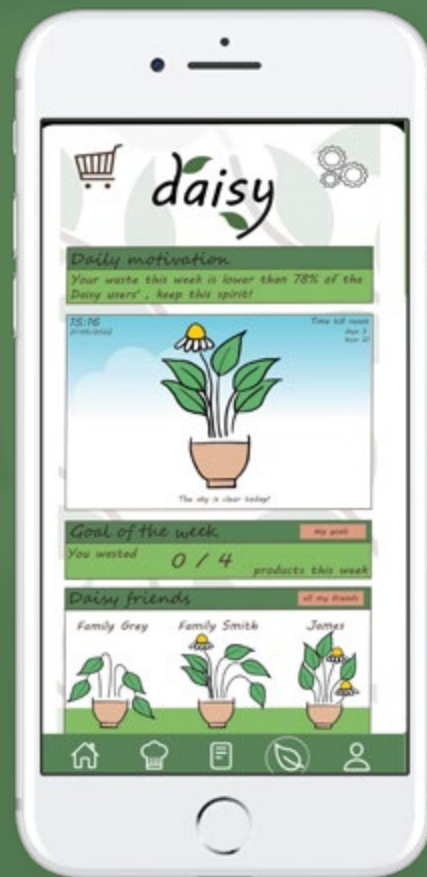 daisy
Daily motivation
Your waste this week is lower than 78% of the
Daisy users' , keep this spirit!
15:16
Time till reset
days 3
The sky is clear today!
Goal of the week
my goals
You wasted
0 / 4
products this week
Daisy friends
all my friends
Family Grey
Family Smith
James